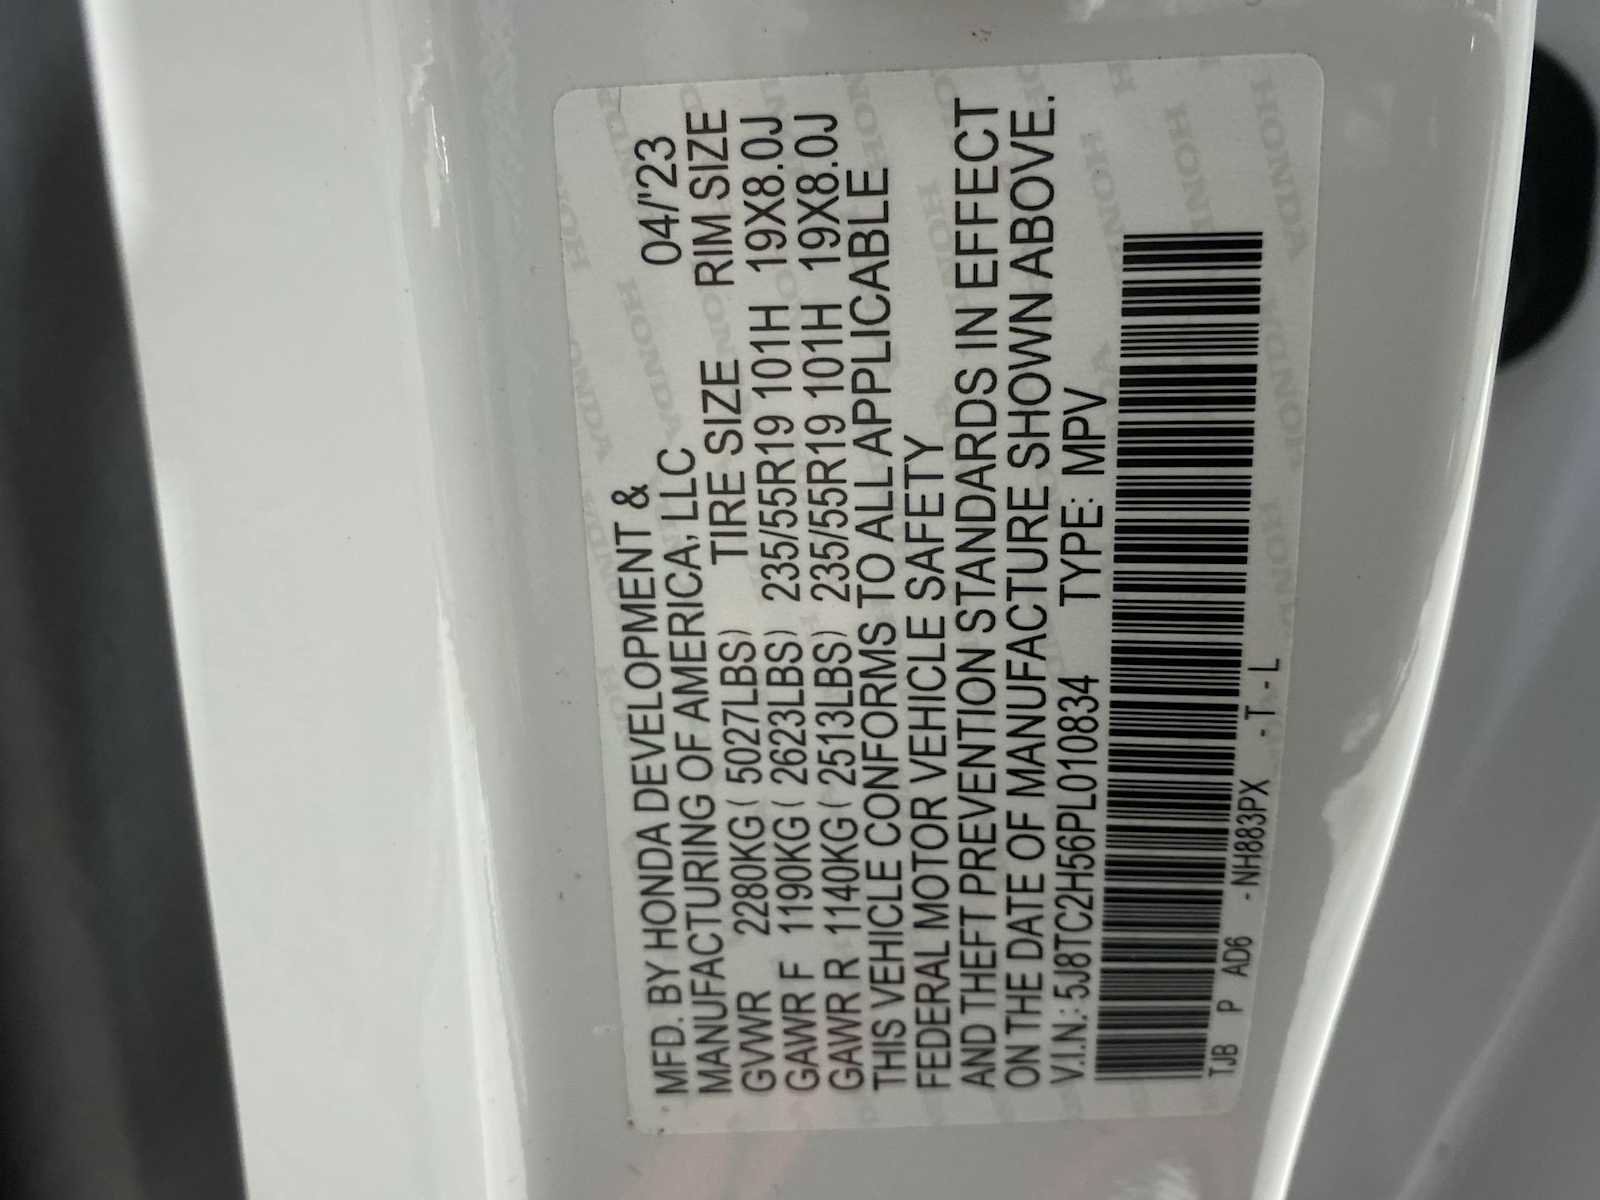 MFD. BY HONDA DEVELOPMENT & 04/'23
MANUFACTURING OF AMERICA, LLC
TIRE SIZE RIM SIZE
GVWR 2280KG ( 5027LBS)
GAWR F 1190KG ( 2623LBS) 235/55R19 101H 19X8.0J
GAWR R 1140KG ( 2513LBS) 235/55R19 101H 19X8.0J
THIS VEHICLE CONFORMS TO ALL APPLICABLE
FEDERAL MOTOR VEHICLE SAFETY
AND THEFT PREVENTION STANDARDS IN EFFECT
ON THE DATE OF MANUFACTURE SHOWN ABOVE.
V.I.N.: 5J8TC2H56PL010834 TYPE: MPV
TJB P AD6 - NH883PX - T - L